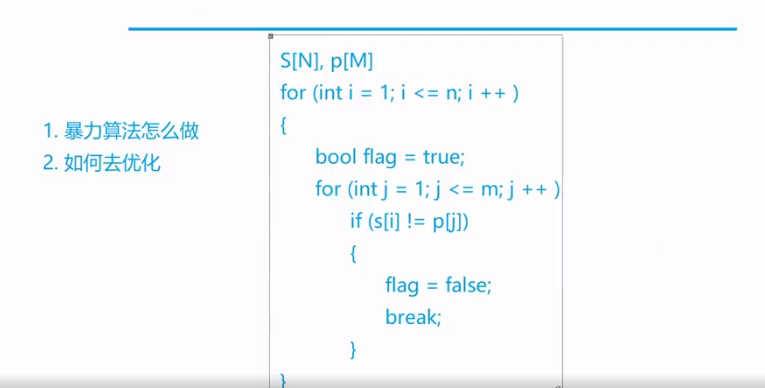 1. 暴力算法怎么做
2. 如何去优化
S[N], p[M]
for (int i = 1; i <= n; i ++ )
{
bool flag = true;
for (int j = 1; j <= m; j ++ )
if (s[i] != p[j])
{
flag = false;
break;
}
}